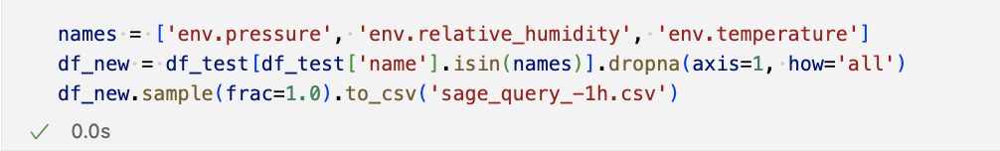 names = ['env.pressure', 'env.relative_humidity', 'env.temperature']
df_new = df_test[df_test['name'].isin(names)].dropna(axis=1, how='all')
df_new.sample(frac=1.0).to_csv('sage_query_-1h.csv')
✓ 0.0s